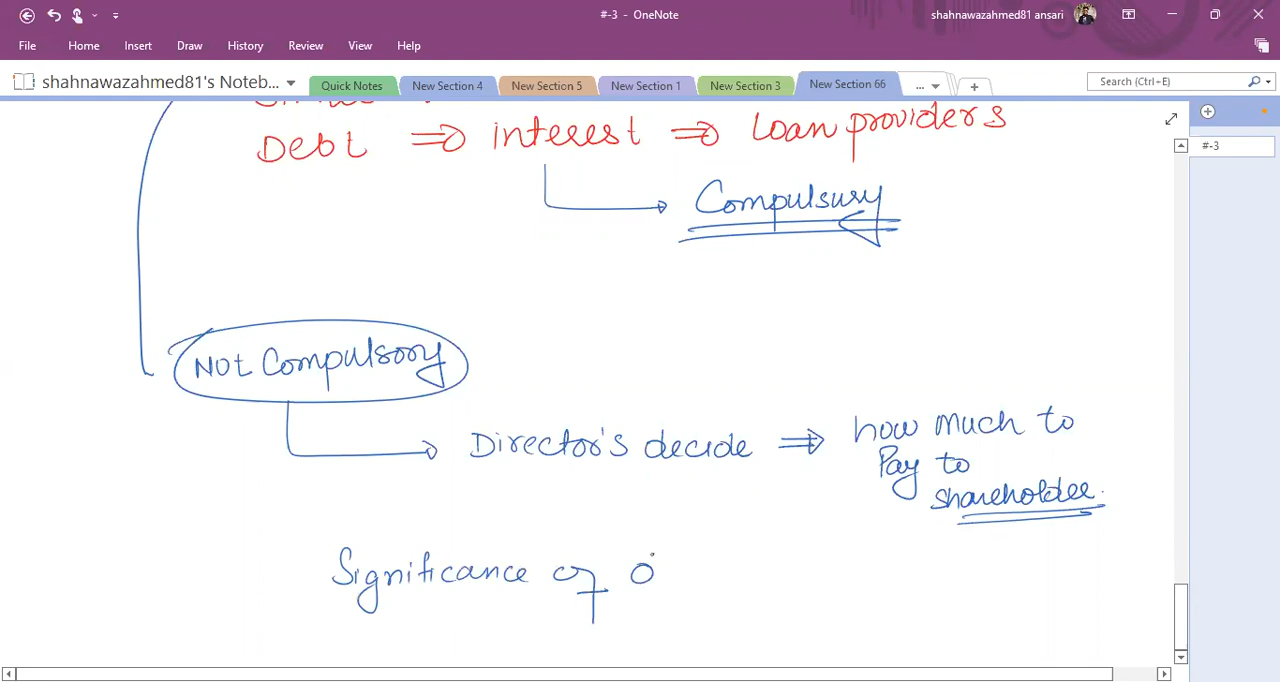 #-3 - OneNote
shahnawazahmed81 ansari
File Home Insert Draw History Review View Help
shahnawazahmed81's Noteb... Quick Notes New Section 4 New Section 5 New Section 1 New Section 3 New Section 66 ... + Search (Ctrl+E)
#-3
Debt ⇒ interest ⇒ Loan providers
Compulsury
Not Compulsory
Director's decide ⇒ how much to
Pay to
shareholdee.
Significance of